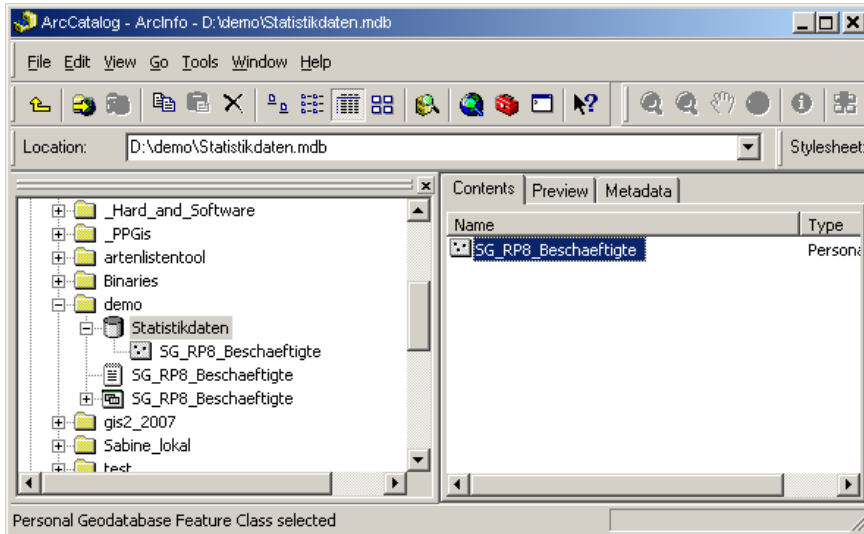 ArcCatalog - ArcInfo - D:\demo\Statistikdaten.mdb
File Edit View Go Tools Window Help
Location: D:\demo\Statistikdaten.mdb Stylesheet:
_Hard_and_Software
_PPGis
artenlistentool
Binaries
demo
Statistikdaten
SG_RP8_Beschaeftigte
SG_RP8_Beschaeftigte
SG_RP8_Beschaeftigte
gis2_2007
Sabine_lokal
test
Contents Preview Metadata
Name Type
SG_RP8_Beschaeftigte Persona
Personal Geodatabase Feature Class selected